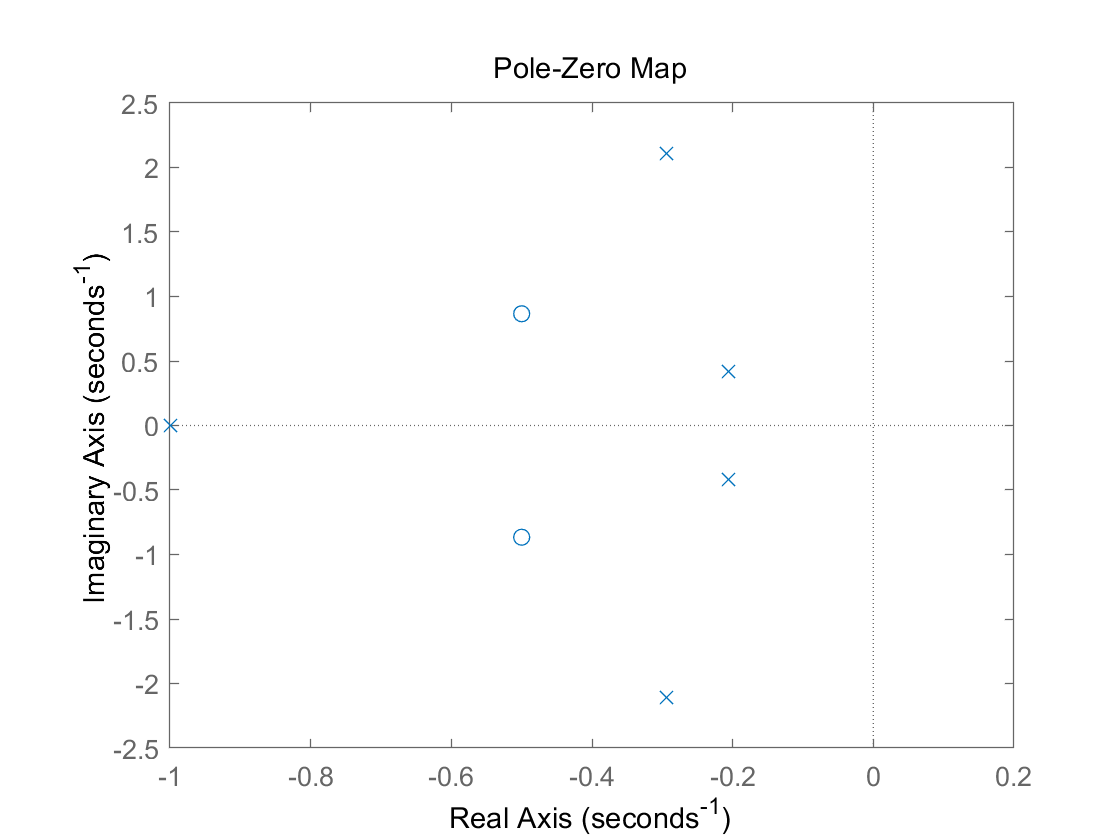 Pole-Zero Map
2.5
2
1.5
1
0.5
0
-0.5
-1
-1.5
-2
-2.5
Imaginary Axis (seconds⁻¹)
-1 -0.8 -0.6 -0.4 -0.2 0 0.2
Real Axis (seconds⁻¹)